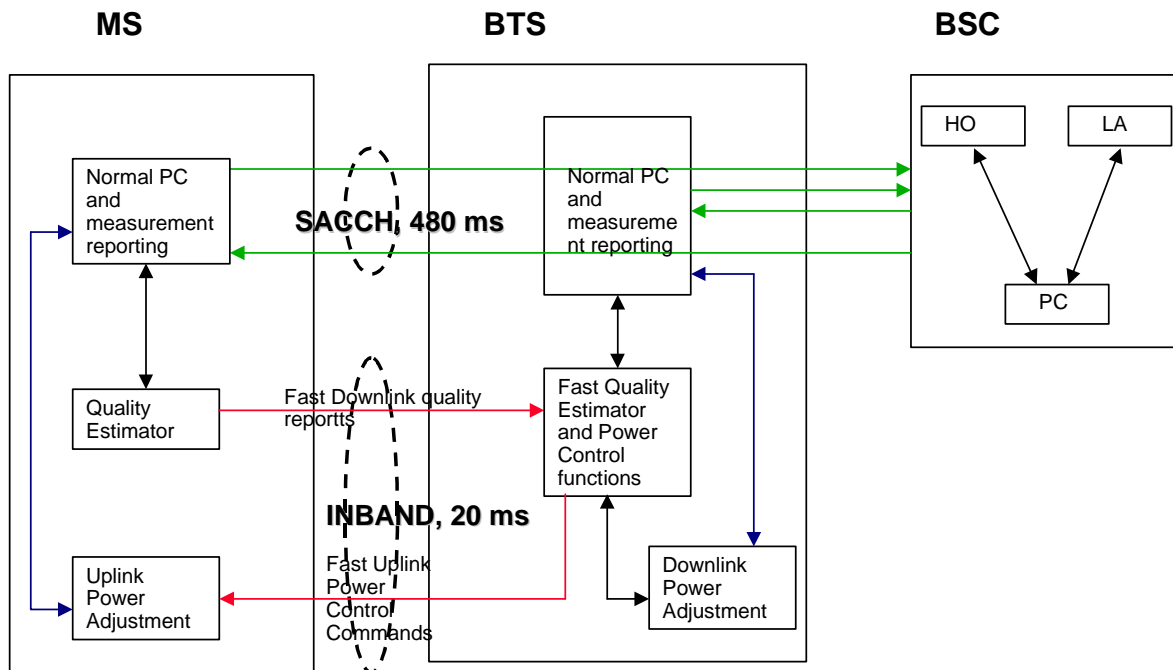 MS
BTS
BSC
HO
LA
PC
Normal PC
and
measurement
reporting
SACCH, 480 ms
Normal PC
and
measureme
nt reporting
Quality
Estimator
Fast Downlink quality
reportts
Fast Quality
Estimator
and Power
Control
functions
INBAND, 20 ms
Uplink
Power
Adjustment
Fast Uplink
Power
Control
Commands
Downlink
Power
Adjustment